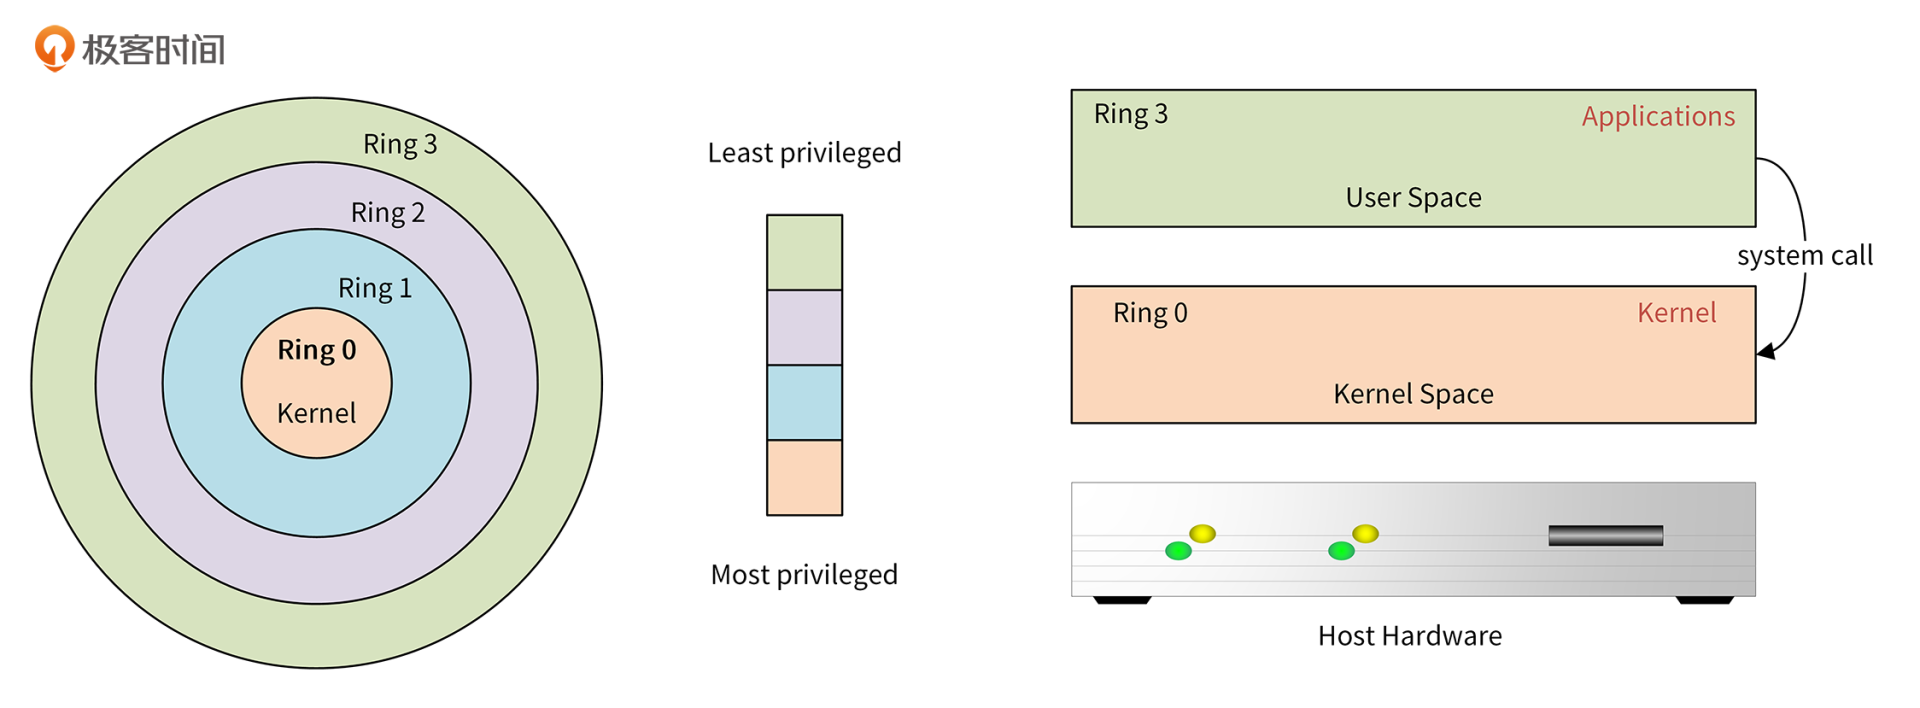 极客时间
Ring 3
Ring 2
Ring 1
Ring 0
Kernel
Least privileged
Most privileged
Ring 3
Applications
User Space
system call
Ring 0
Kernel
Kernel Space
Host Hardware